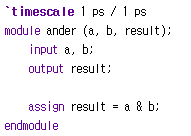 `timescale 1 ps / 1 ps
module ander (a, b, result);
    input a, b;
    output result;

    assign result = a & b;
endmodule